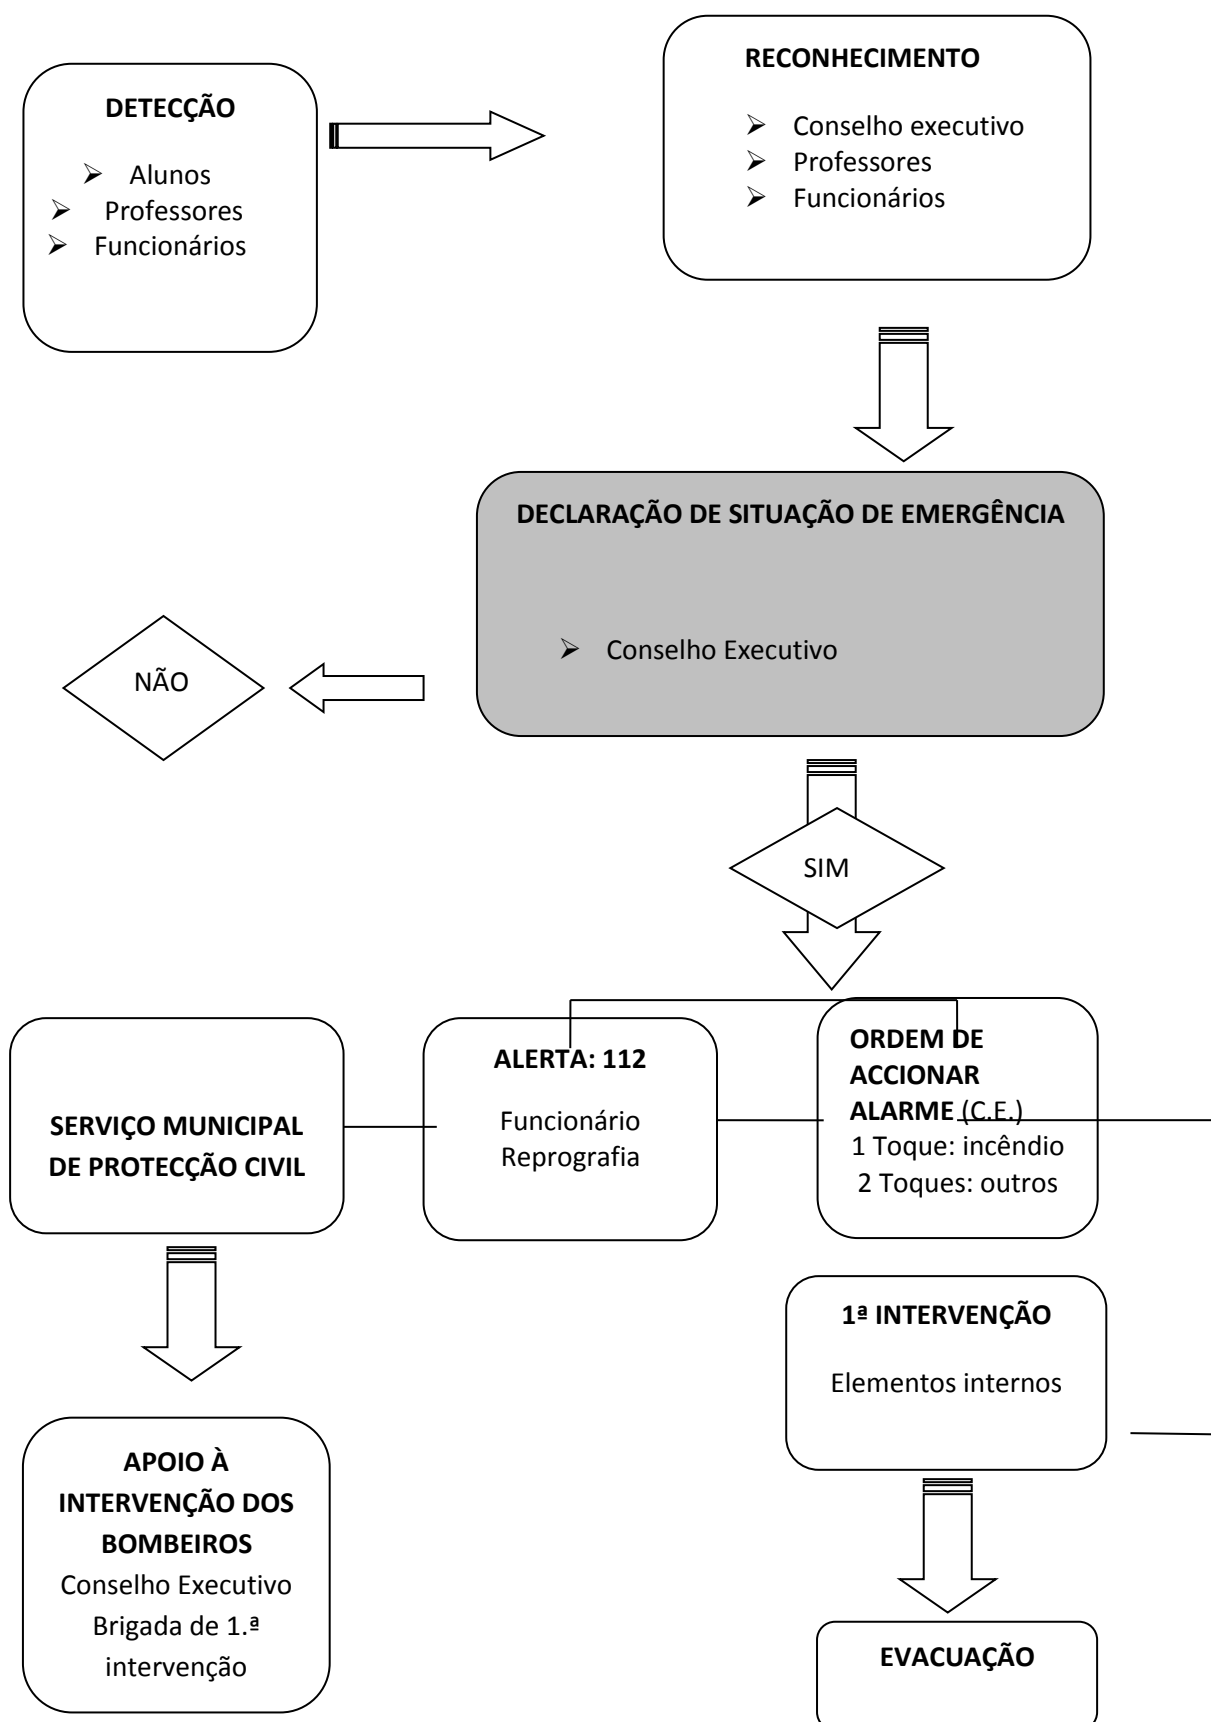 DETECÇÃO
➢ Alunos
➢ Professores
➢ Funcionários
RECONHECIMENTO
➢ Conselho executivo
➢ Professores
➢ Funcionários
DECLARAÇÃO DE SITUAÇÃO DE EMERGÊNCIA
➢ Conselho Executivo
NÃO
SIM
SERVIÇO MUNICIPAL
DE PROTECÇÃO CIVIL
ALERTA: 112
Funcionário
Reprografia
ORDEM DE
ACCIONAR
ALARME (C.E.)
1 Toque: incêndio
2 Toques: outros
1ª INTERVENÇÃO
Elementos internos
APOIO À
INTERVENÇÃO DOS
BOMBEIROS
Conselho Executivo
Brigada de 1.ª
intervenção
EVACUAÇÃO